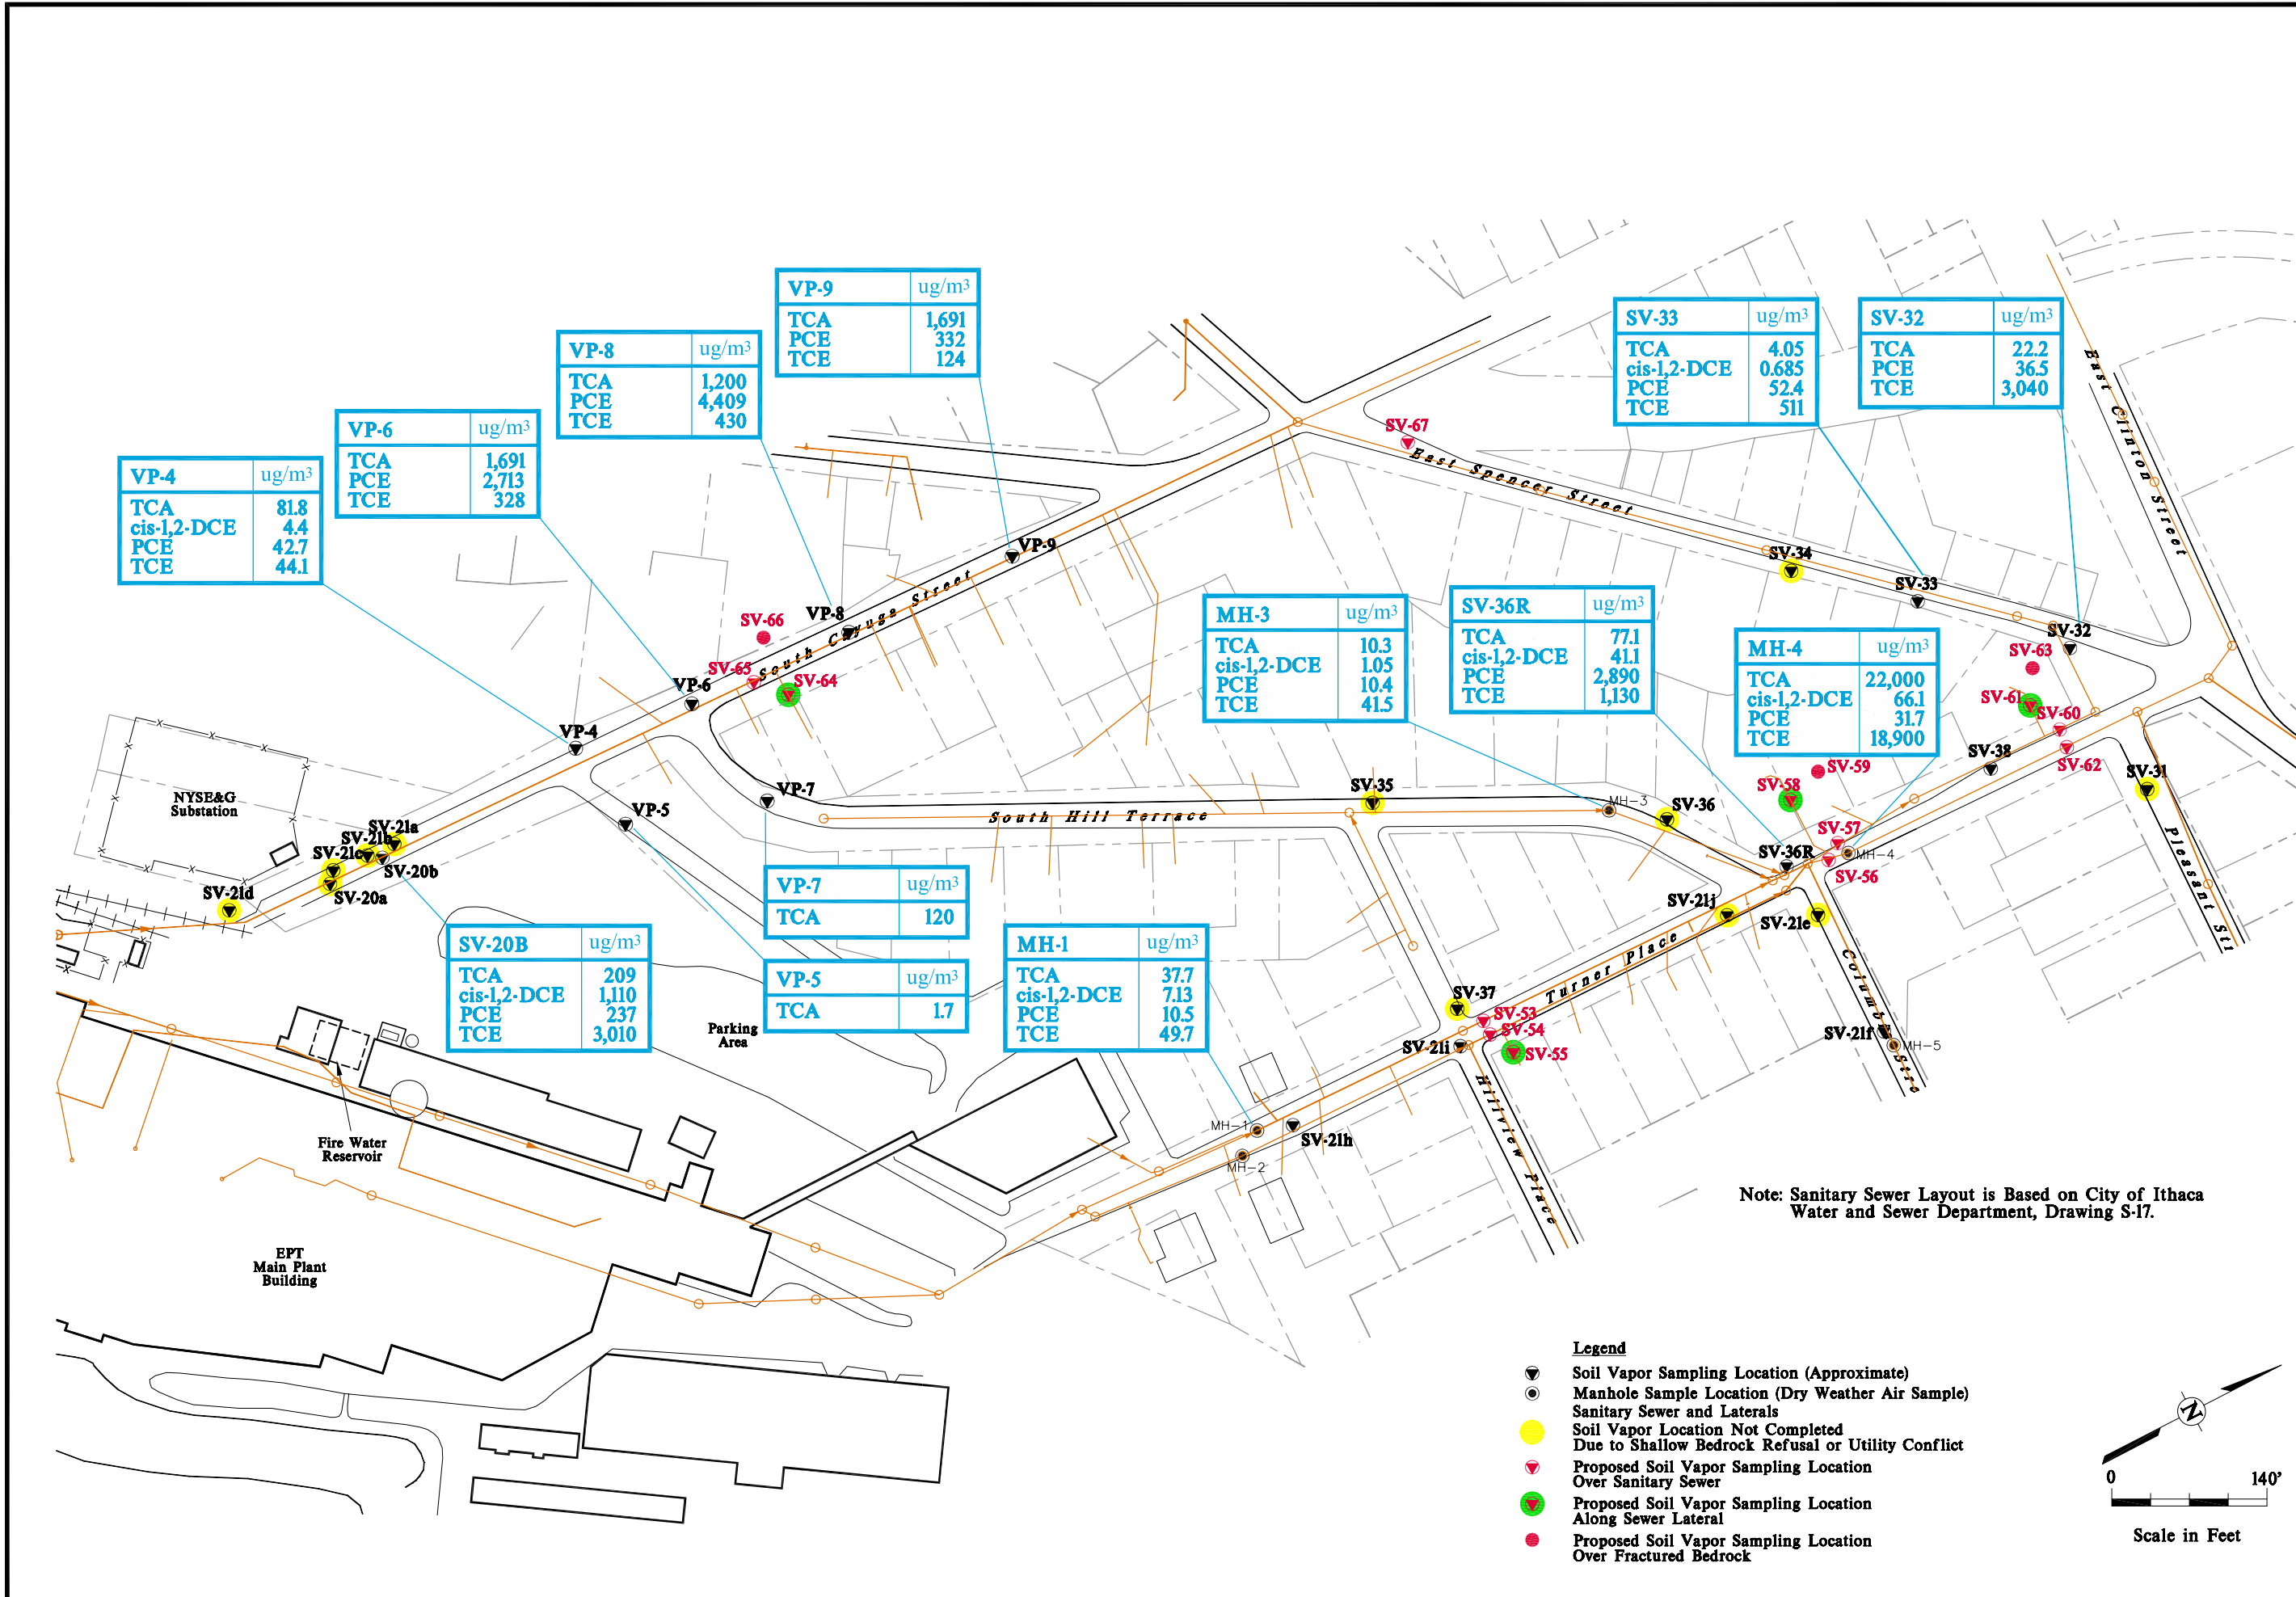 VP-9 ug/m3
TCA 1,691
PCE 332
TCE 124
VP-8 ug/m3
TCA 1,200
PCE 4,409
TCE 430
VP-6 ug/m3
TCA 1,691
PCE 2,713
TCE 328
VP-4 ug/m3
TCA 81.8
cis-1,2-DCE 4.4
PCE 42.7
TCE 44.1
SV-33 ug/m3
TCA 4.05
cis-1,2-DCE 0.685
PCE 52.4
TCE 511
SV-32 ug/m3
TCA 22.2
PCE 36.5
TCE 3,040
MH-3 ug/m3
TCA 10.3
cis-1,2-DCE 1.05
PCE 10.4
TCE 41.5
SV-36R ug/m3
TCA 77.1
cis-1,2-DCE 41.1
PCE 2,890
TCE 1,130
MH-4 ug/m3
TCA 22,000
cis-1,2-DCE 66.1
PCE 31.7
TCE 18,900
VP-7 ug/m3
TCA 120
VP-5 ug/m3
TCA 1.7
SV-20B ug/m3
TCA 209
cis-1,2-DCE 1,110
PCE 237
TCE 3,010
MH-1 ug/m3
TCA 37.7
cis-1,2-DCE 7.13
PCE 10.5
TCE 49.7
SV-67
East Spencer Street
East Clinton Street
SV-34
SV-33
SV-32
SV-63
SV-61
SV-60
SV-62
SV-38
SV-31
Pleasant St
VP-9
VP-8
South Cayuga Street
SV-66
SV-65
SV-64
VP-6
VP-4
VP-7
VP-5
South Hill Terrace
SV-35
MH-3
SV-36
SV-58
SV-59
SV-57
SV-36R
MH-4
SV-56
SV-21j
SV-21e
Columb
Stre
SV-21f
MH-5
Turner Place
SV-37
SV-53
SV-54
SV-55
SV-21i
Hillview Place
MH-1
SV-21h
MH-2
NYSE&G
Substation
SV-21a
SV-21b
SV-21c
SV-20b
SV-20a
SV-21d
Parking
Area
Fire Water
Reservoir
EPT
Main Plant
Building
Note: Sanitary Sewer Layout is Based on City of Ithaca
Water and Sewer Department, Drawing S-17.
Legend
Soil Vapor Sampling Location (Approximate)
Manhole Sample Location (Dry Weather Air Sample)
Sanitary Sewer and Laterals
Soil Vapor Location Not Completed
Due to Shallow Bedrock Refusal or Utility Conflict
Proposed Soil Vapor Sampling Location
Over Sanitary Sewer
Proposed Soil Vapor Sampling Location
Along Sewer Lateral
Proposed Soil Vapor Sampling Location
Over Fractured Bedrock
N
0 140'
Scale in Feet